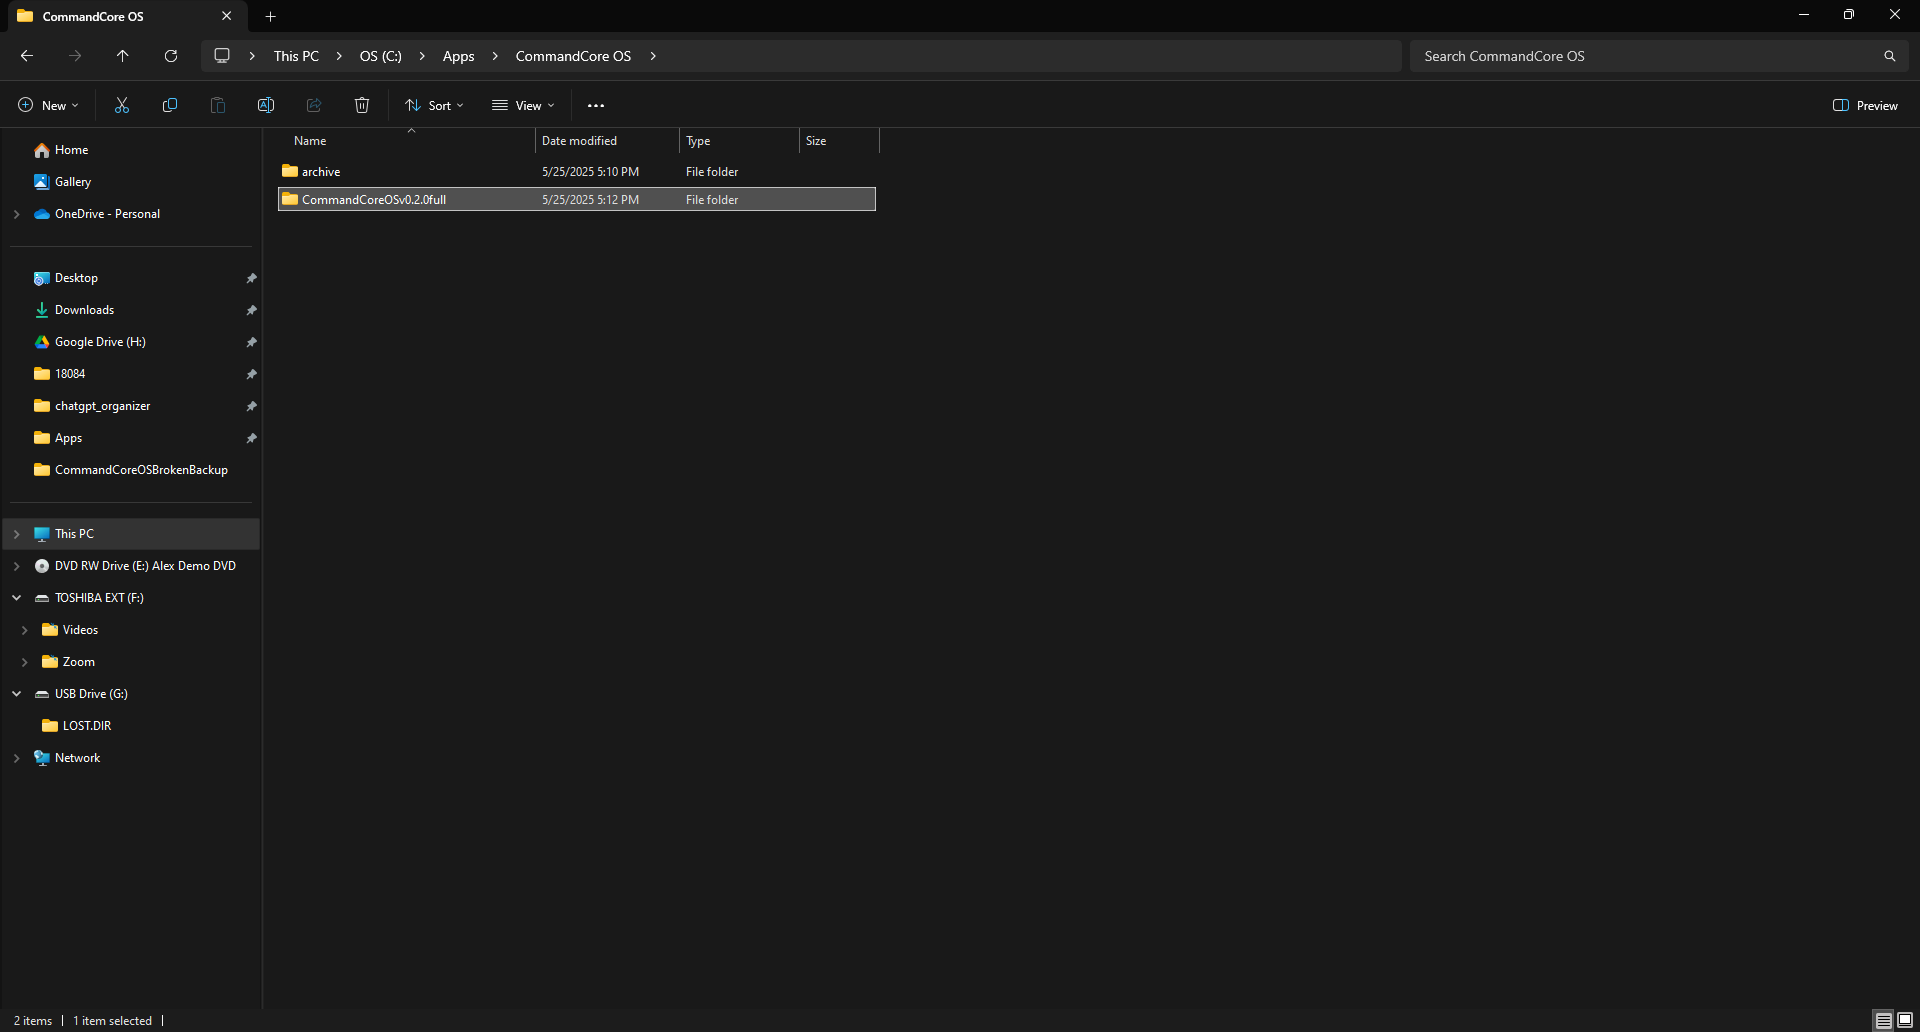 CommandCore OS
This PC
OS (C:)
Apps
CommandCore OS
Search CommandCore OS
New
Sort
View
Preview
Home
Gallery
OneDrive - Personal
Desktop
Downloads
Google Drive (H:)
18084
chatgpt_organizer
Apps
CommandCoreOSBrokenBackup
This PC
DVD RW Drive (E:) Alex Demo DVD
TOSHIBA EXT (F:)
Videos
Zoom
USB Drive (G:)
LOST.DIR
Network
Name Date modified Type Size
archive 5/25/2025 5:10 PM File folder
CommandCoreOSv0.2.0full 5/25/2025 5:12 PM File folder
2 items 1 item selected